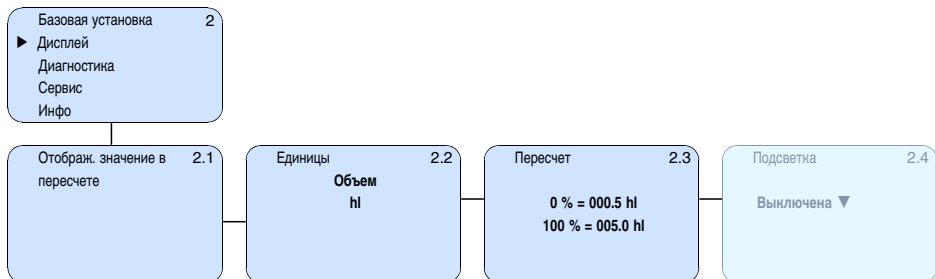 Базовая установка 2
▶ Дисплей
Диагностика
Сервис
Инфо
Отображ. значение в 2.1
пересчете
Единицы 2.2
Объем
hl
Пересчет 2.3
0 % = 000.5 hl
100 % = 005.0 hl
Подсветка 2.4
Выключена ▼